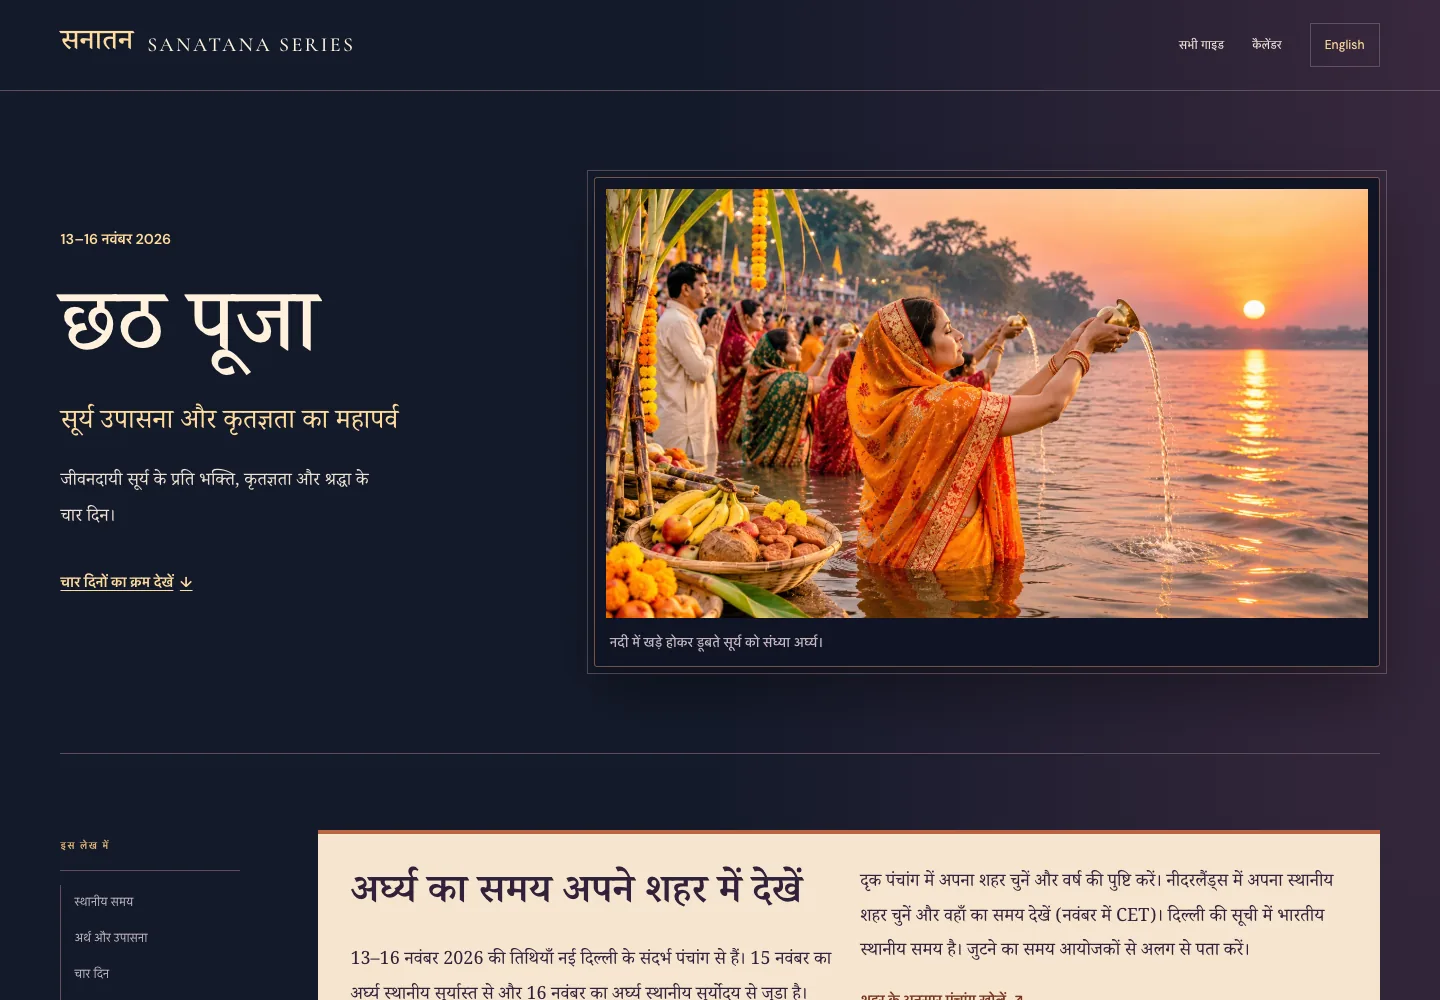 सनातन SANATANA SERIES
सभी गाइड
कैलेंडर
English
13–16 नवंबर 2026
छठ पूजा
सूर्य उपासना और कृतज्ञता का महापर्व
जीवनदायी सूर्य के प्रति भक्ति, कृतज्ञता और श्रद्धा के
चार दिन।
चार दिनों का क्रम देखें ↓
नदी में खड़े होकर डूबते सूर्य को संध्या अर्घ्य।
इस लेख में
स्थानीय समय
अर्थ और उपासना
चार दिन
अर्घ्य का समय अपने शहर में देखें
13–16 नवंबर 2026 की तिथियाँ नई दिल्ली के संदर्भ पंचांग से हैं। 15 नवंबर का
अर्घ्य स्थानीय सूर्यास्त से और 16 नवंबर का अर्घ्य स्थानीय सूर्योदय से जुड़ा है।
दृक पंचांग में अपना शहर चुनें और वर्ष की पुष्टि करें। नीदरलैंड्स में अपना स्थानीय
शहर चुनें और वहाँ का समय देखें (नवंबर में CET)। दिल्ली की सूची में भारतीय
स्थानीय समय है। जुटने का समय आयोजकों से अलग से पता करें।
शहर के अनुसार पंचांग खोलें ↗